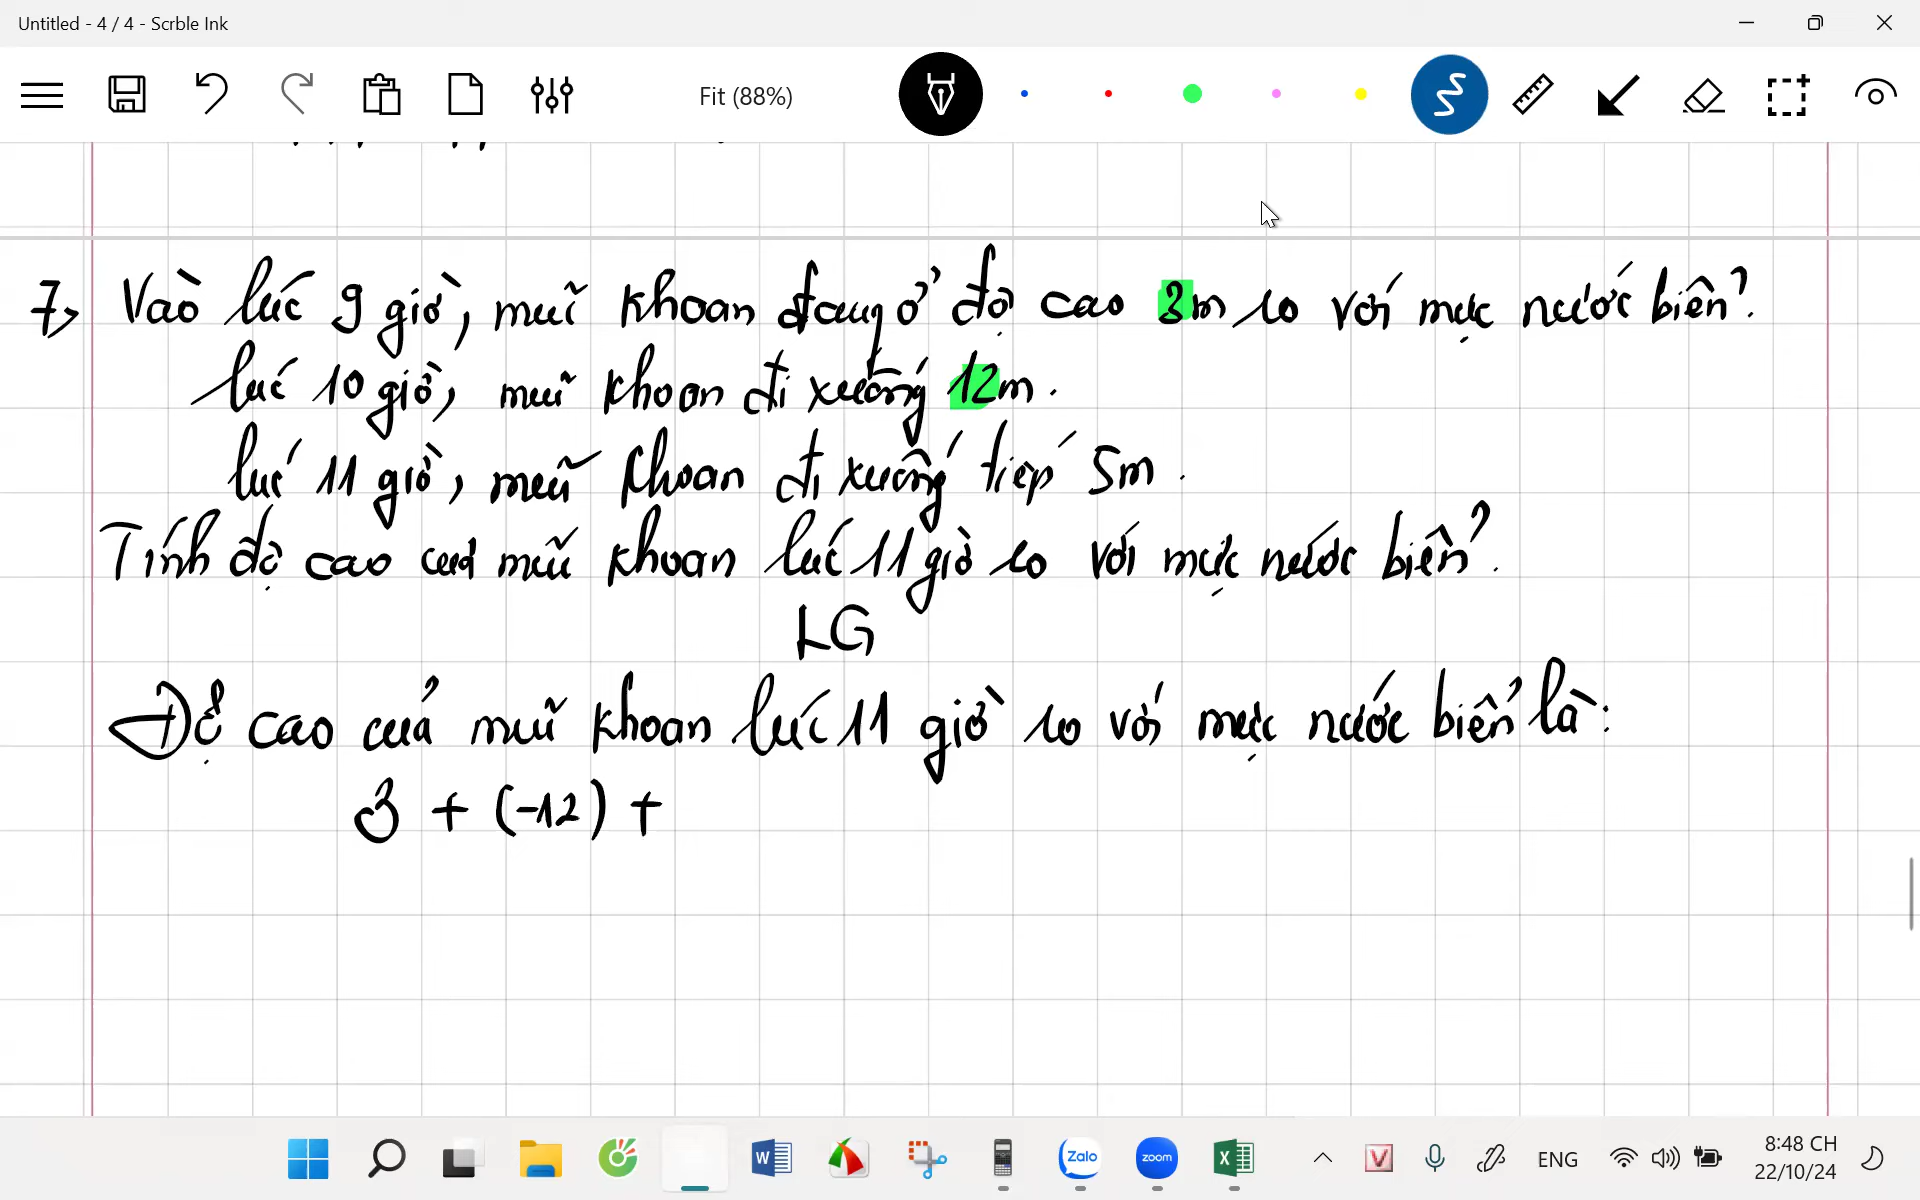 Untitled - 4 / 4 - Scrble Ink
Fit (88%)
7, Vào lúc 9 giờ, mũi khoan đang ở độ cao 3m so với mực nước biển.
lúc 10 giờ, mũi khoan đi xuống 12m.
lúc 11 giờ, mũi khoan đi xuống tiếp 5m.
Tính độ cao của mũi khoan lúc 11 giờ so với mực nước biển.
LG
Độ cao của mũi khoan lúc 11 giờ so với mực nước biển là:
3 + (-12) +
Zalo
zoom
ENG
8:48 CH
22/10/24